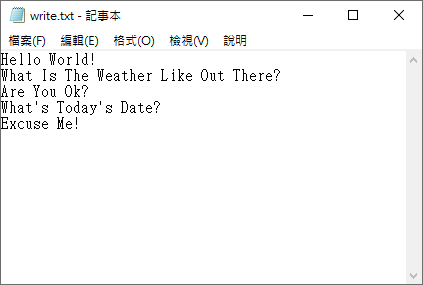 write.txt - 記事本
檔案(F) 編輯(E) 格式(O) 檢視(V) 說明
Hello World!
What Is The Weather Like Out There?
Are You Ok?
What's Today's Date?
Excuse Me!